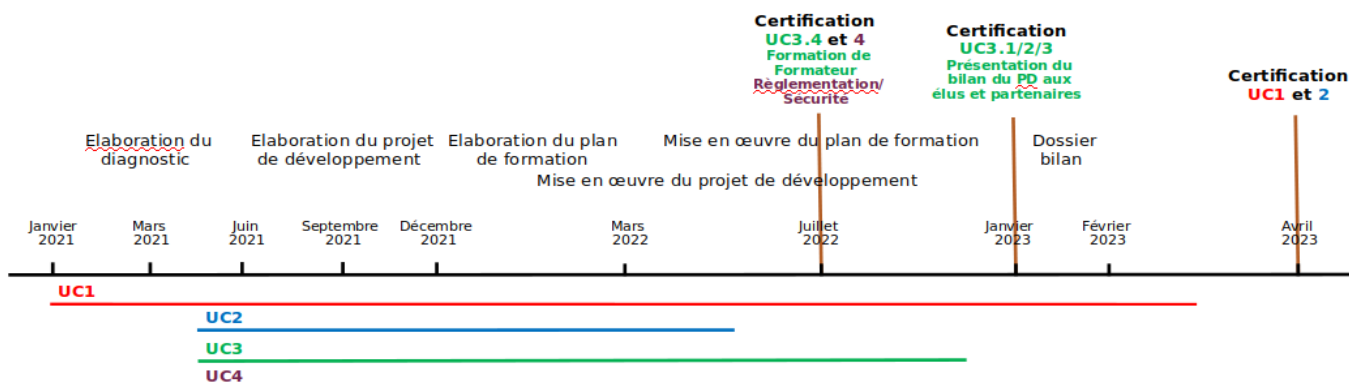 Certification
UC3.4 et 4
Formation de
Formateur
Règlementation/
Sécurité
Certification
UC3.1/2/3
Présentation du
bilan du PD aux
élus et partenaires
Certification
UC1 et 2
Elaboration du
diagnostic
Elaboration du projet
de développement
Elaboration du plan
de formation
Mise en œuvre du plan de formation
Dossier
bilan
Mise en œuvre du projet de développement
Janvier
2021
Mars
2021
Juin
2021
Septembre
2021
Décembre
2021
Mars
2022
Juillet
2022
Janvier
2023
Février
2023
Avril
2023
UC1
UC2
UC3
UC4